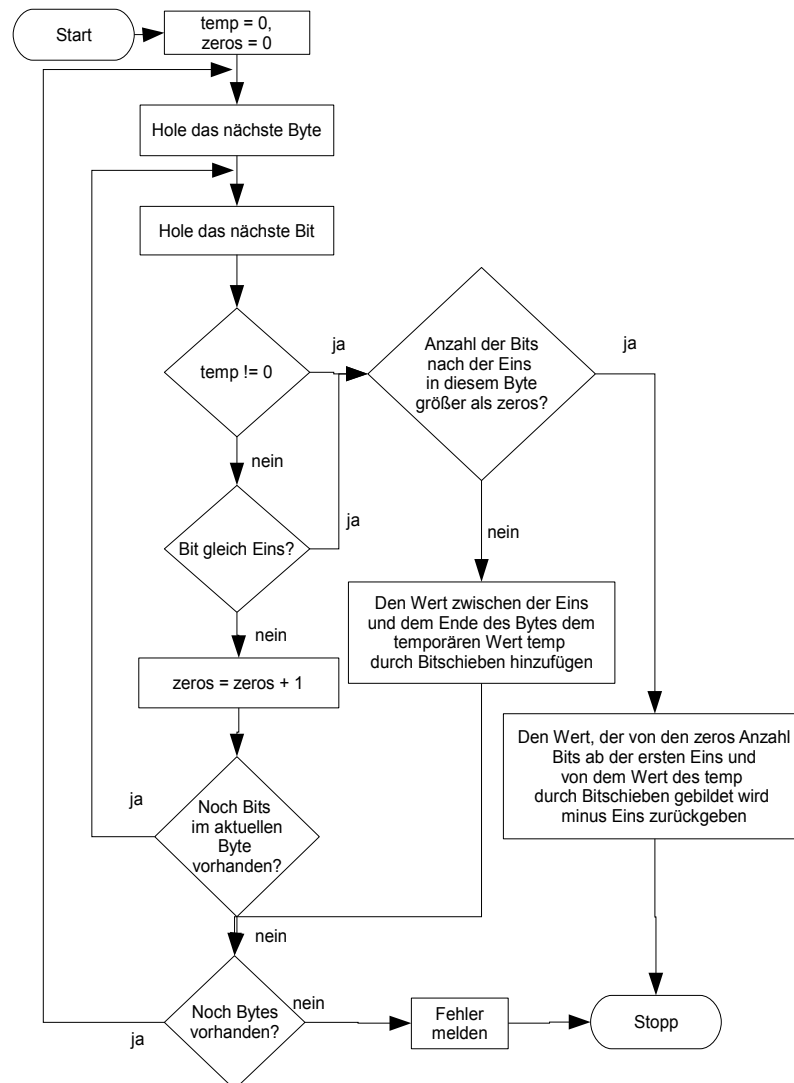 Start
temp = 0,
zeros = 0
Hole das nächste Byte
Hole das nächste Bit
temp != 0
ja
Anzahl der Bits
nach der Eins
in diesem Byte
größer als zeros?
ja
nein
Bit gleich Eins?
ja
nein
nein
Den Wert zwischen der Eins
und dem Ende des Bytes dem
temporären Wert temp
durch Bitschieben hinzufügen
zeros = zeros + 1
Den Wert, der von den zeros Anzahl
Bits ab der ersten Eins und
von dem Wert des temp
durch Bitschieben gebildet wird
minus Eins zurückgeben
ja
Noch Bits
im aktuellen
Byte
vorhanden?
nein
Noch Bytes
vorhanden?
nein
ja
Fehler
melden
Stopp